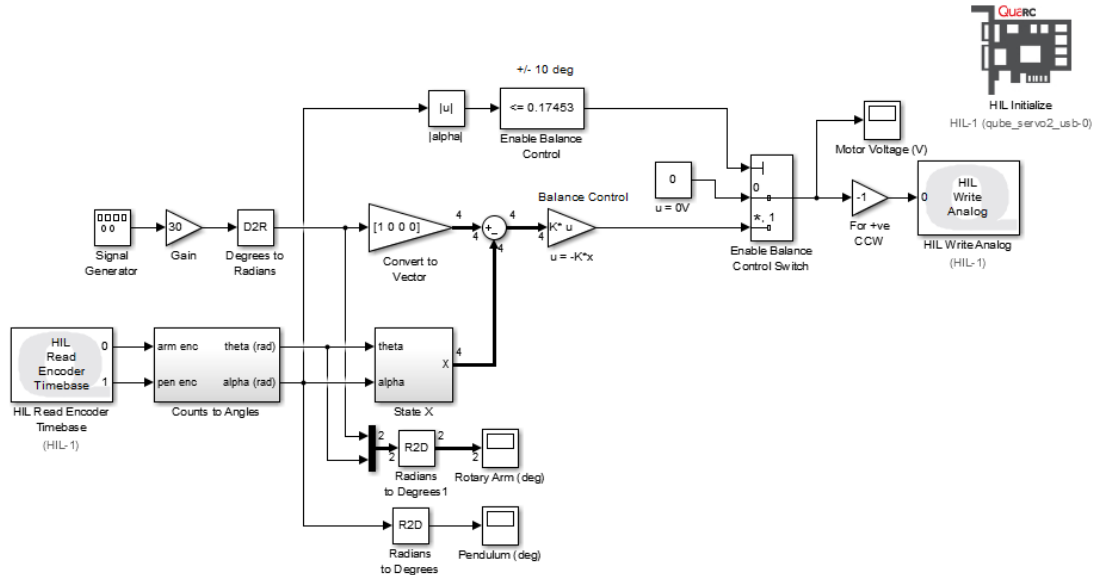 QUARC
HIL Initialize
HIL-1 (qube_servo2_usb-0)
+/- 10 deg
|u|
|alpha|
<= 0.17453
Enable Balance
Control
0
u = 0V
0
*, 1
Enable Balance
Control Switch
Motor Voltage (V)
-1
For +ve
CCW
0
HIL
Write
Analog
HIL Write Analog
(HIL-1)
Signal
Generator
30
Gain
D2R
Degrees to
Radians
[1 0 0 0]
Convert to
Vector
4
4
+
-
4
4
4
Balance Control
K* u
u = -K*x
HIL
Read
Encoder
Timebase
0
1
HIL Read Encoder
Timebase
(HIL-1)
arm enc
pen enc
theta (rad)
alpha (rad)
Counts to Angles
theta
alpha
X
4
State X
2
2
R2D
2
2
Radians
to Degrees1
Rotary Arm (deg)
R2D
Radians
to Degrees
Pendulum (deg)